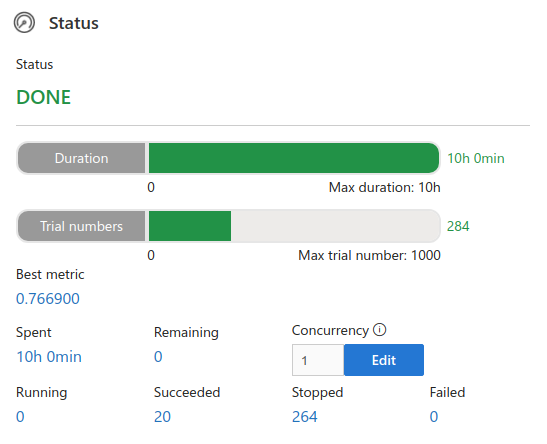 Status
Status
DONE
Duration 10h 0min
0 Max duration: 10h
Trial numbers 284
0 Max trial number: 1000
Best metric
0.766900
Spent Remaining Concurrency
10h 0min 0 1 Edit
Running Succeeded Stopped Failed
0 20 264 0